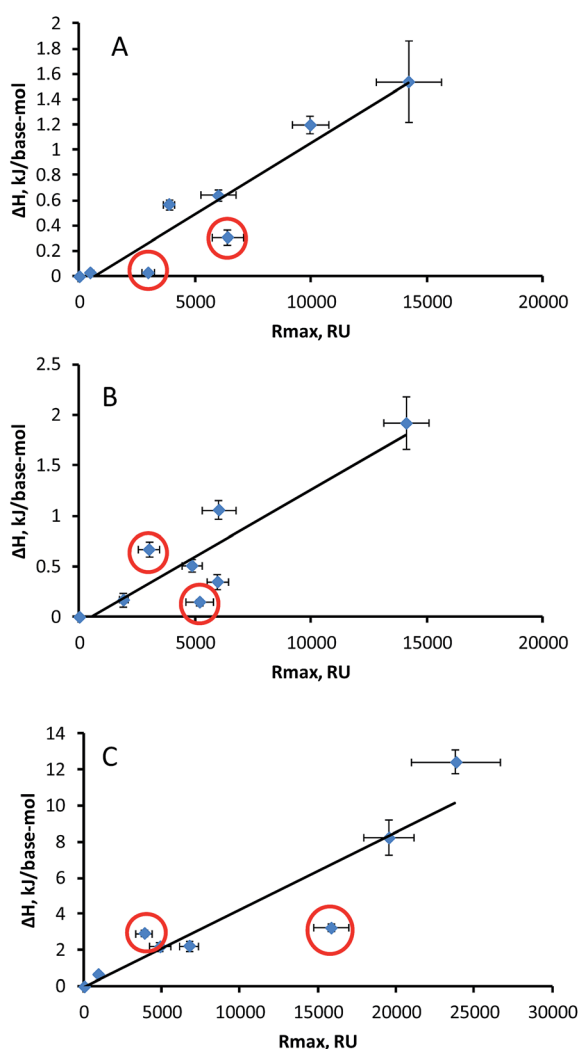 A
2
1.8
1.6
1.4
1.2
1
0.8
0.6
0.4
0.2
0
ΔH, kJ/base-mol
0 5000 10000 15000 20000
Rmax, RU
B
2.5
2
1.5
1
0.5
0
ΔH, kJ/base-mol
0 5000 10000 15000 20000
Rmax, RU
C
14
12
10
8
6
4
2
0
ΔH, kJ/base-mol
0 5000 10000 15000 20000 25000 30000
Rmax, RU